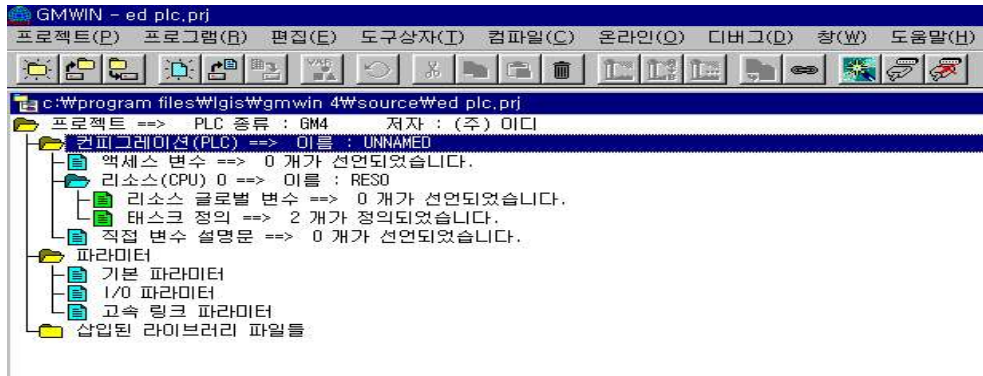 GMWIN - ed plc.prj
프로젝트(P) 프로그램(R) 편집(E) 도구상자(T) 컴파일(C) 온라인(O) 디버그(D) 창(W) 도움말(H)
c:₩program files₩lgis₩gmwin 4₩source₩ed plc.prj
프로젝트 ==> PLC 종류 : GM4 저자 : (주) 이디
컨피그레이션(PLC) ==> 이름 : UNNAMED
액세스 변수 ==> 0 개가 선언되었습니다.
리소스(CPU) 0 ==> 이름 : RES0
리소스 글로벌 변수 ==> 0 개가 선언되었습니다.
태스크 정의 ==> 2 개가 정의되었습니다.
직접 변수 설명문 ==> 0 개가 선언되었습니다.
파라미터
기본 파라미터
I/O 파라미터
고속 링크 파라미터
삽입된 라이브러리 파일들